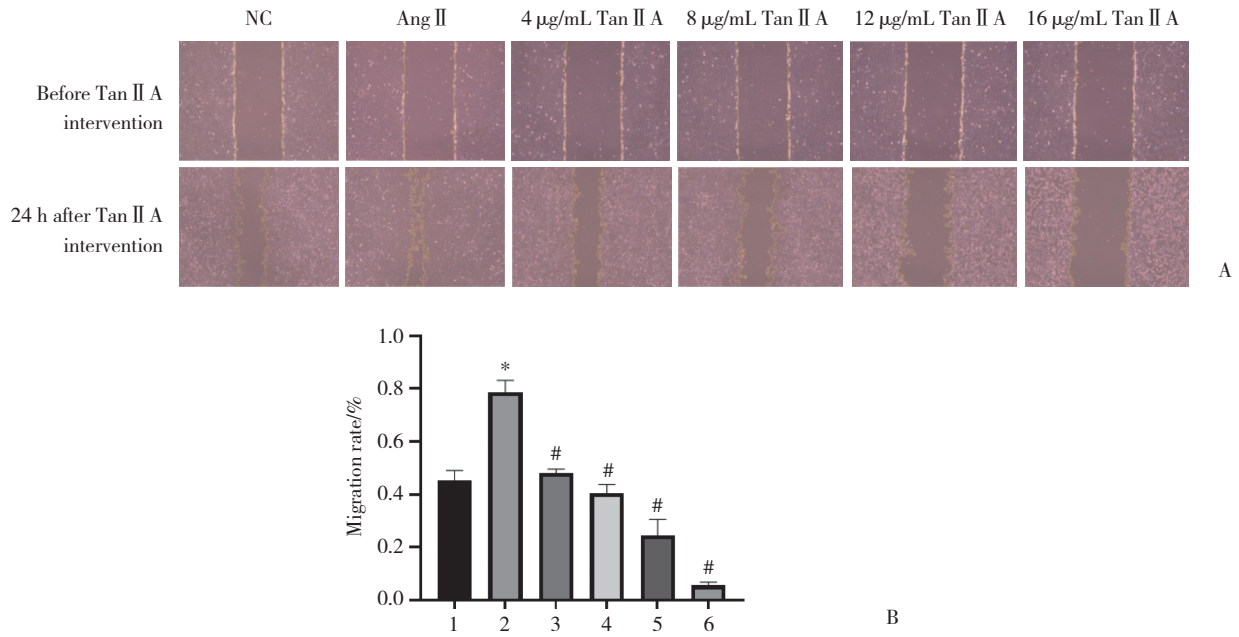 NC
Ang Ⅱ
4 μg/mL Tan Ⅱ A
8 μg/mL Tan Ⅱ A
12 μg/mL Tan Ⅱ A
16 μg/mL Tan Ⅱ A
Before Tan Ⅱ A
intervention
24 h after Tan Ⅱ A
intervention
A
Migration rate/%
1.0
0.8
0.6
0.4
0.2
0.0
*
#
#
#
#
1
2
3
4
5
6
B